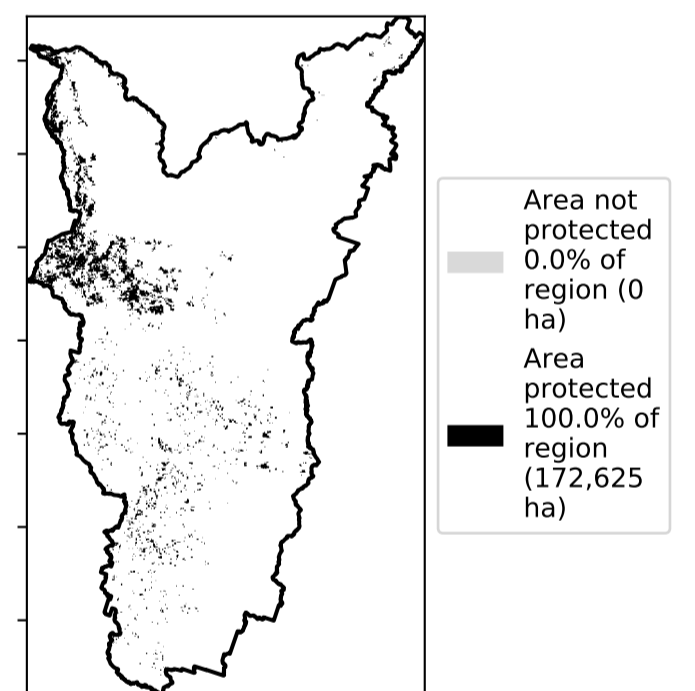 Area not
protected
0.0% of
region (0
ha)
Area
protected
100.0% of
region
(172,625
ha)